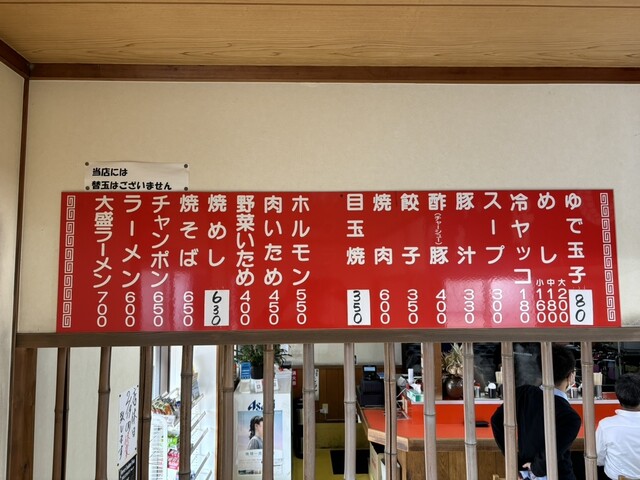 当店には
替玉はございません
大盛ラーメン 700
ラーメン 600
チャンポン 650
焼そば 650
焼めし 630
野菜いため 400
肉いため 450
ホルモン 550
目玉焼 350
焼肉 600
餃子 350
酢豚(チャーシュー) 400
豚汁 330
スープ 300
冷ヤッコ 180
めし 大200 中180 小160
ゆで玉子 80